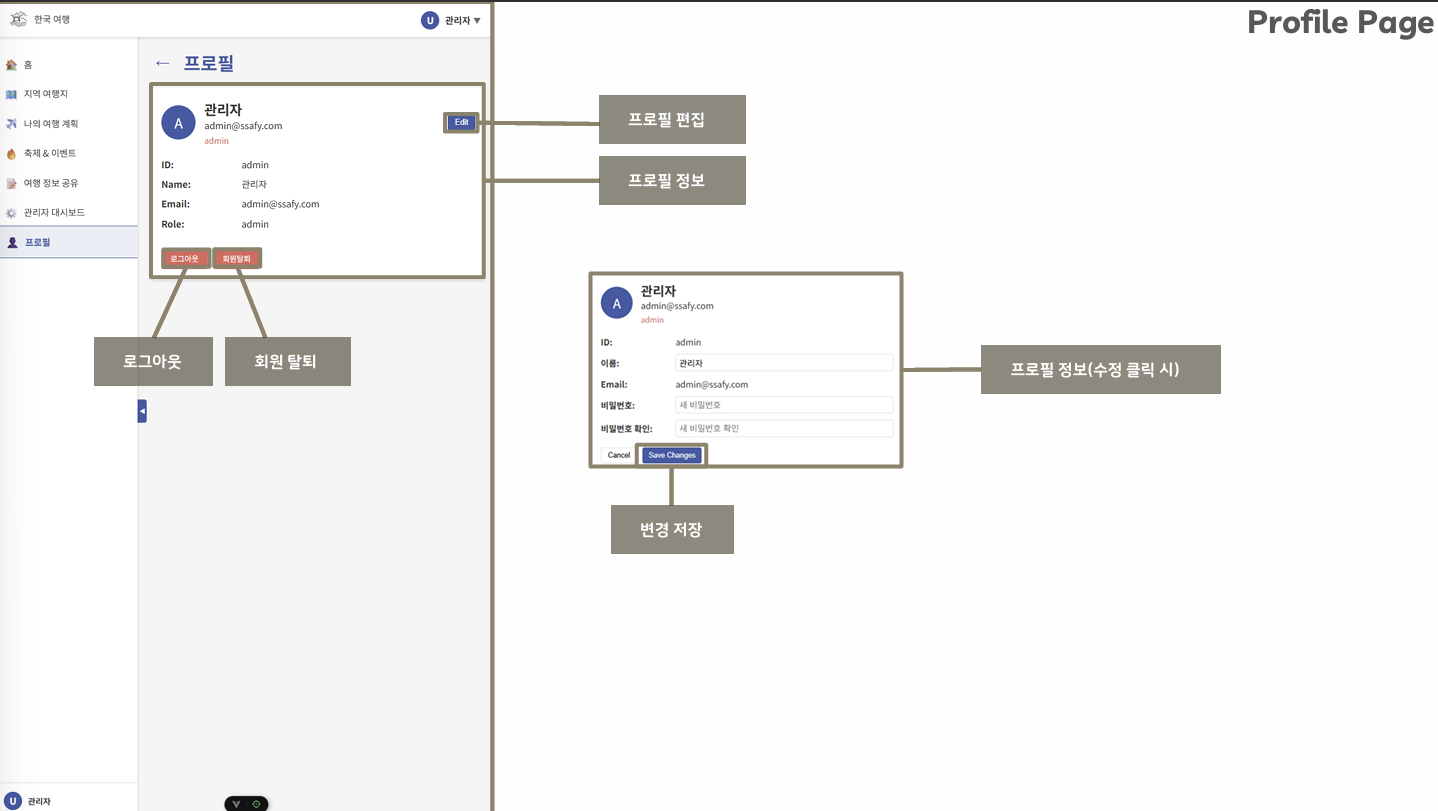 한국 여행
U 관리자 ▼
Profile Page
홈
지역 여행지
나의 여행 계획
축제 & 이벤트
여행 정보 공유
관리자 대시보드
프로필
← 프로필
A
관리자
admin@ssafy.com
admin
Edit
ID: admin
Name: 관리자
Email: admin@ssafy.com
Role: admin
로그아웃 회원탈퇴
로그아웃
회원 탈퇴
프로필 편집
프로필 정보
A
관리자
admin@ssafy.com
admin
ID: admin
이름: 관리자
Email: admin@ssafy.com
비밀번호: 새 비밀번호
비밀번호 확인: 새 비밀번호 확인
Cancel Save Changes
프로필 정보(수정 클릭 시)
변경 저장
U 관리자